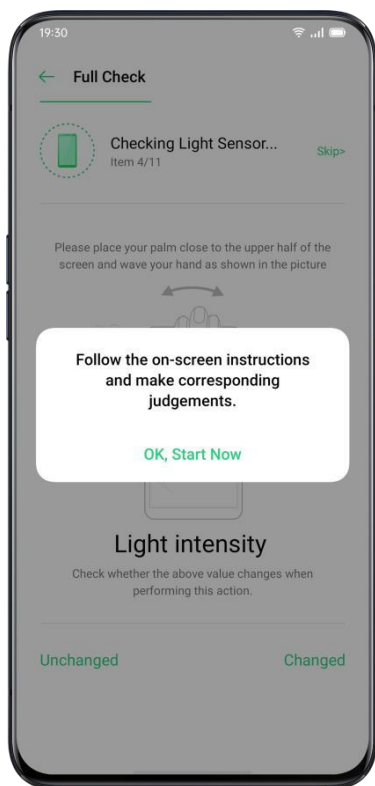 19:30
Full Check
Checking Light Sensor...
Item 4/11
Skip>
Please place your palm close to the upper half of the
screen and wave your hand as shown in the picture
Follow the on-screen instructions
and make corresponding
judgements.
OK, Start Now
Light intensity
Check whether the above value changes when
performing this action.
Unchanged
Changed